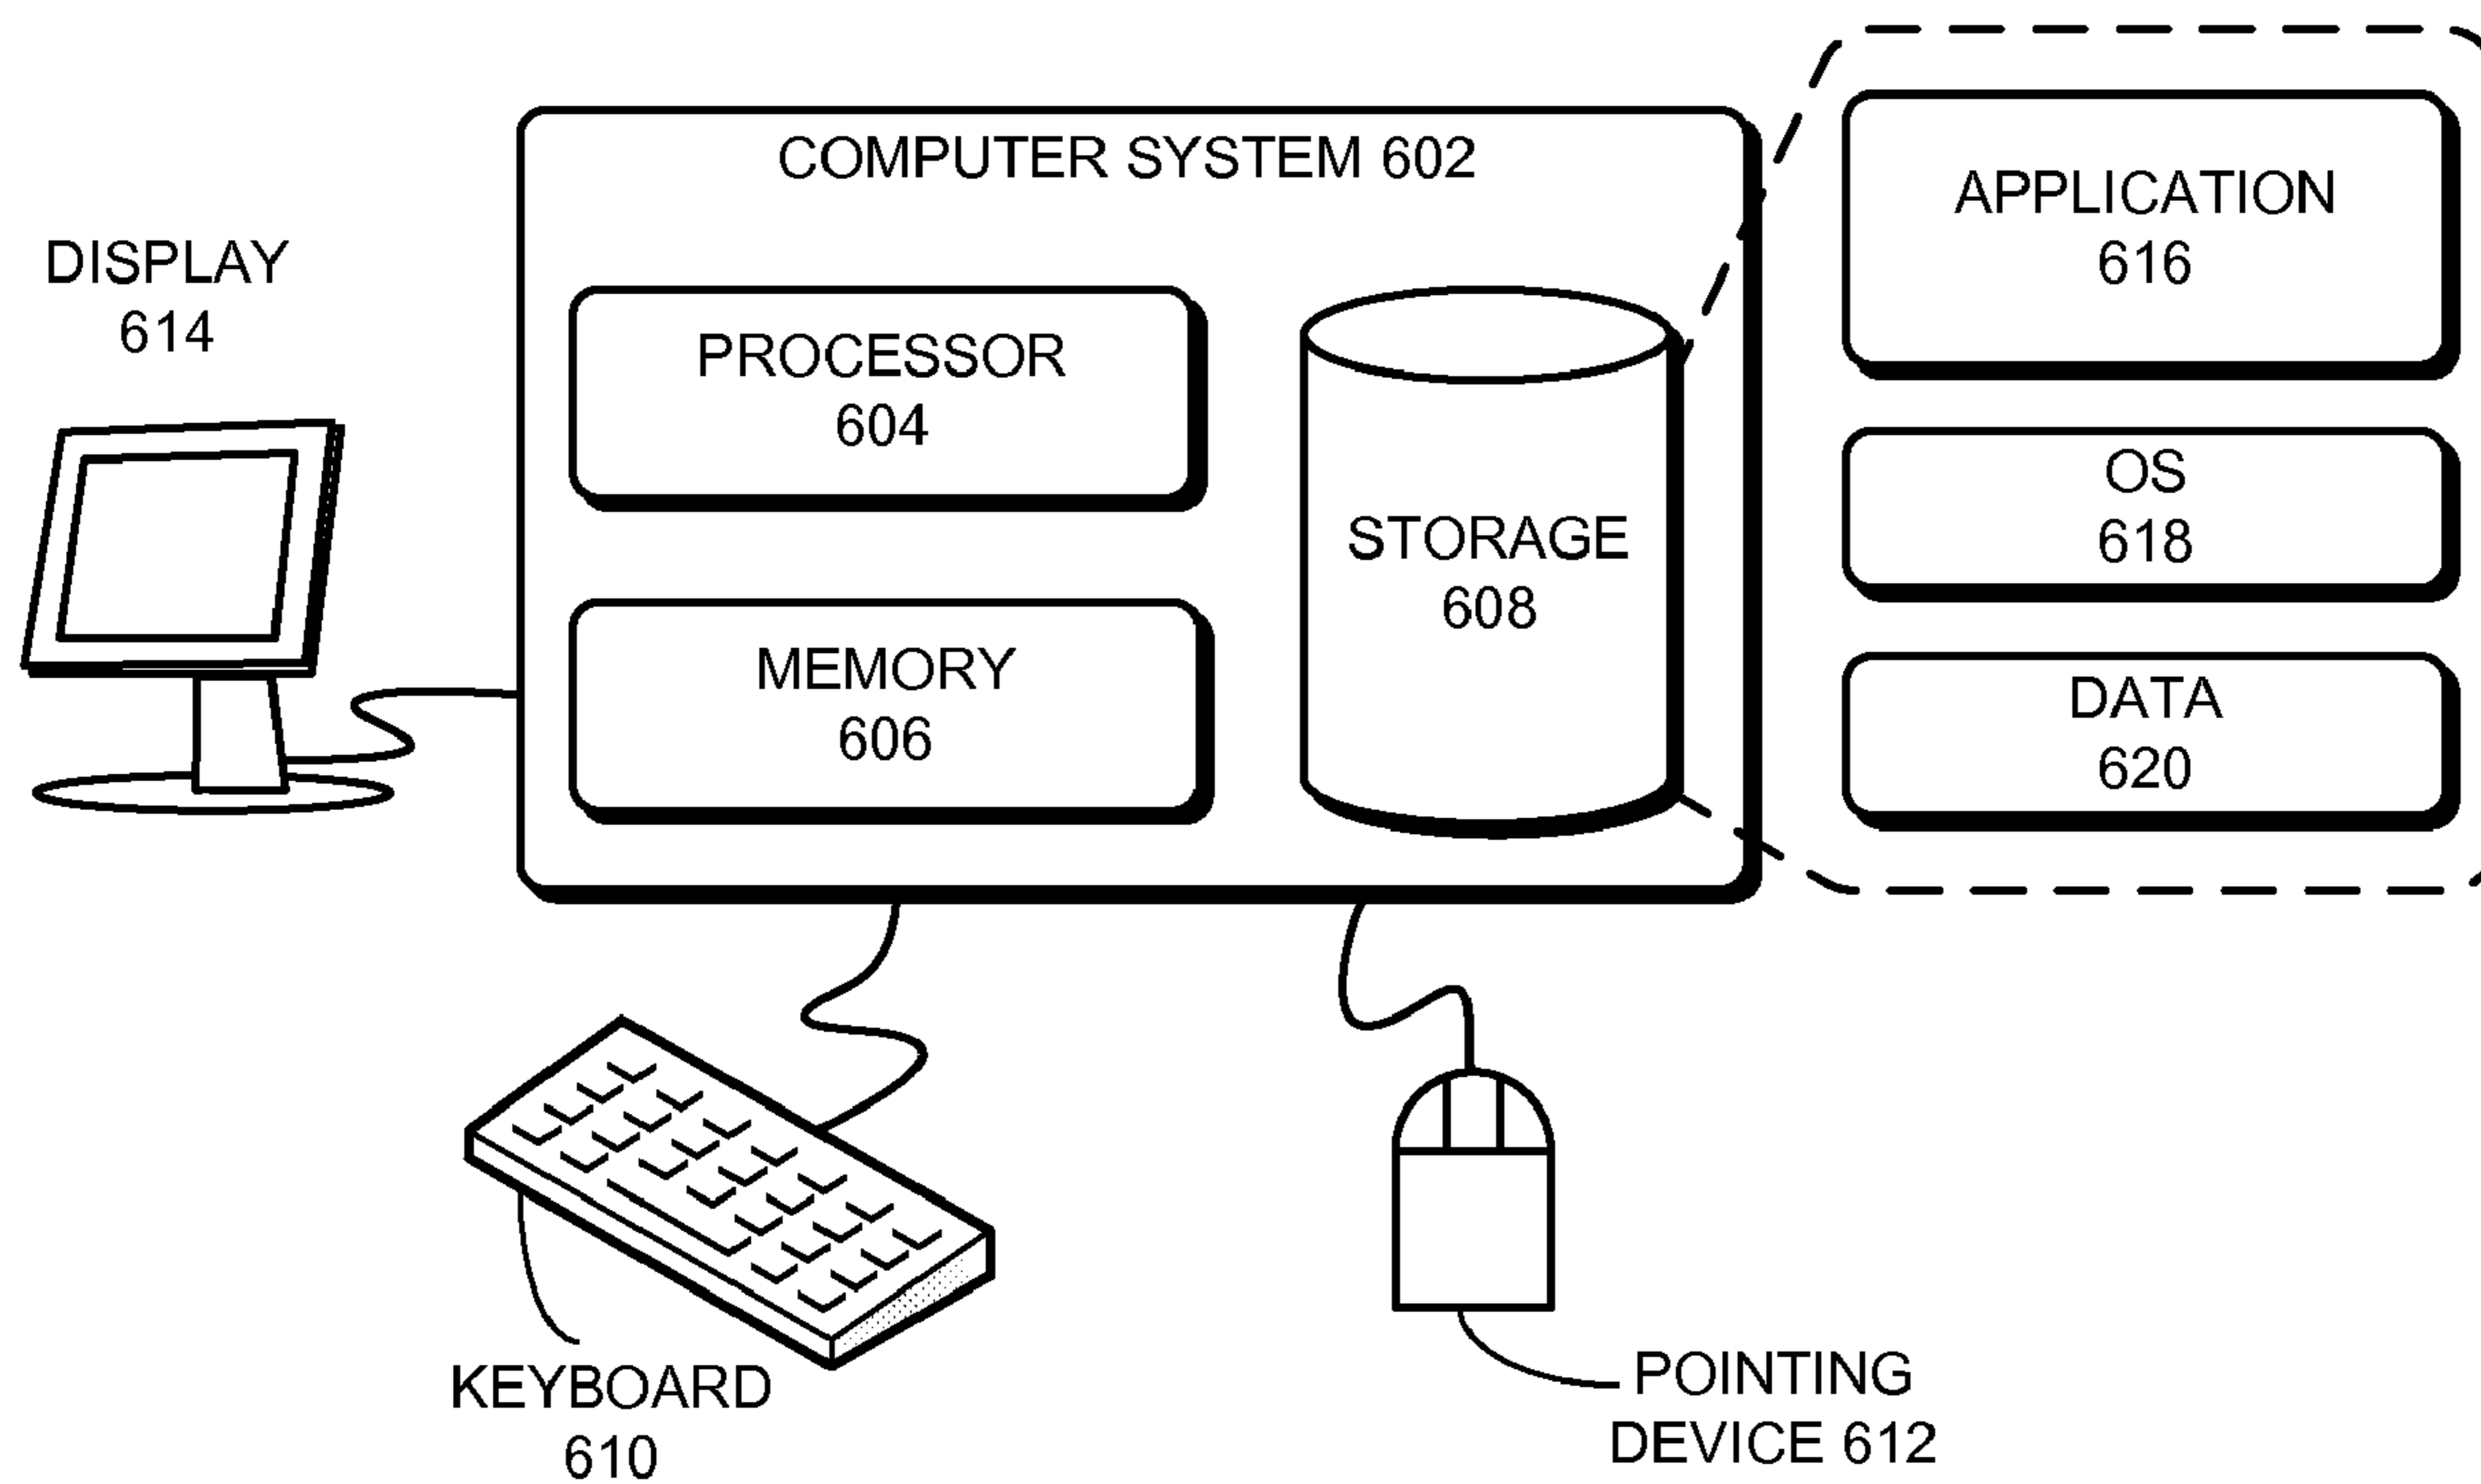 COMPUTER SYSTEM 602
DISPLAY
614
PROCESSOR
604
MEMORY
606
STORAGE
608
APPLICATION
616
OS
618
DATA
620
KEYBOARD
610
POINTING
DEVICE 612